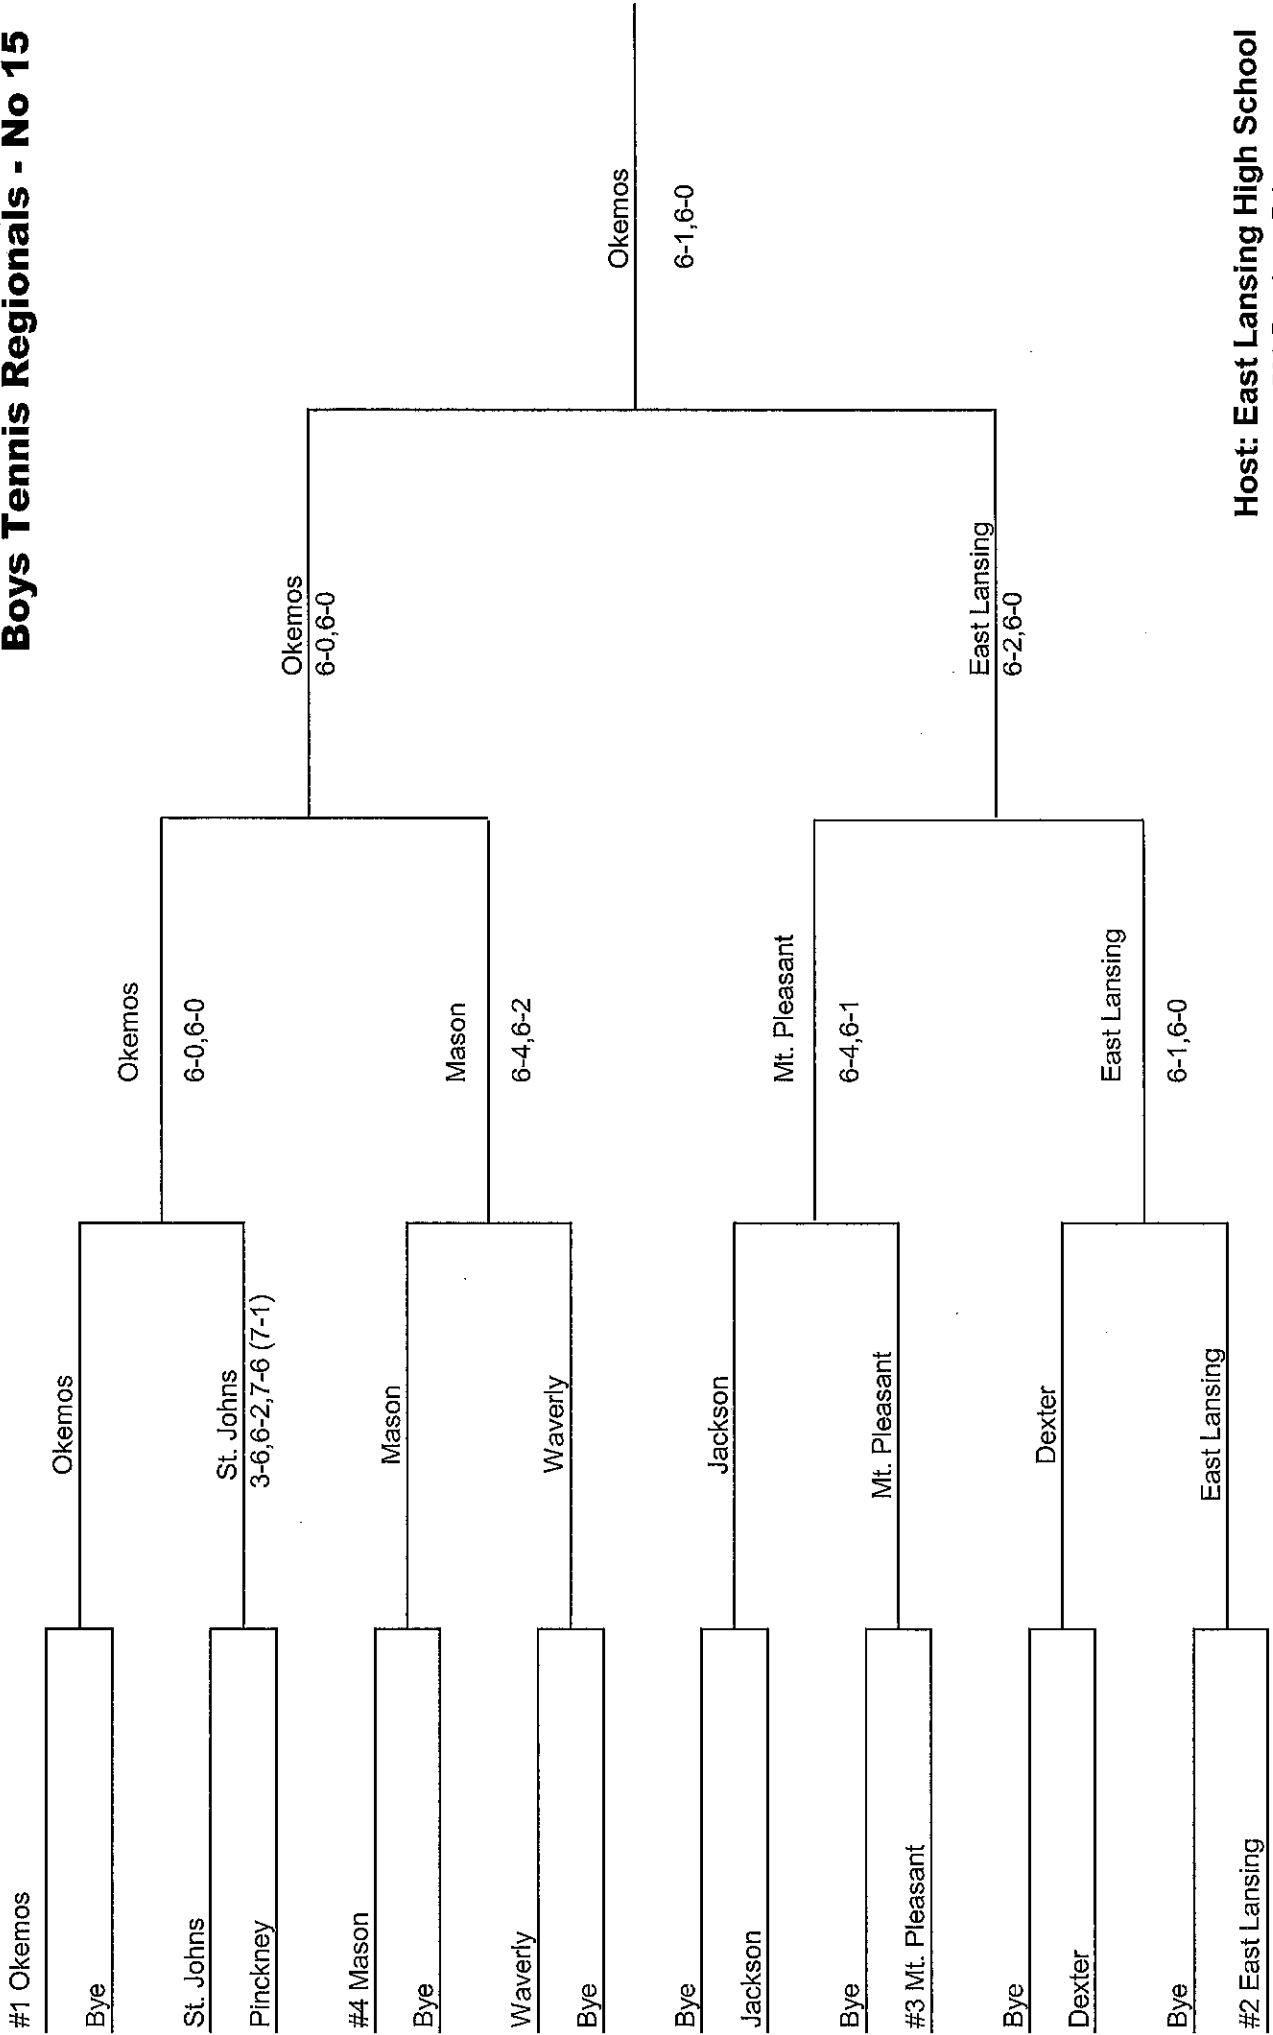 Boys Tennis Regionals - No 15
#1 Okemos
Bye
St. Johns
Pinckney
#4 Mason
Bye
Waverly
Bye
Bye
Jackson
Bye
#3 Mt. Pleasant
Bye
Dexter
Bye
#2 East Lansing
Okemos
St. Johns
3-6,6-2,7-6 (7-1)
Mason
Waverly
Jackson
Mt. Pleasant
Dexter
East Lansing
Okemos
6-0,6-0
Mason
6-4,6-2
Mt. Pleasant
6-4,6-1
East Lansing
6-1,6-0
Okemos
6-0,6-0
East Lansing
6-2,6-0
Okemos
6-1,6-0
Host: East Lansing High School